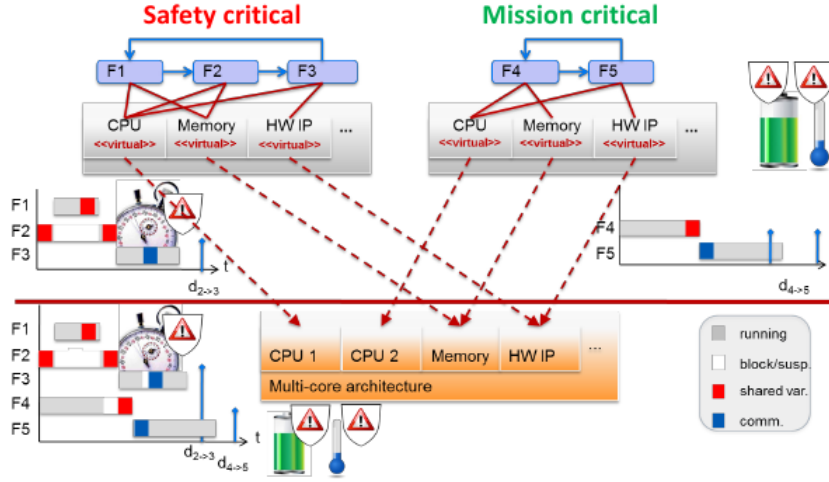 Safety critical
Mission critical
F1 F2 F3
F4 F5
CPU Memory HW IP ...
<<virtual>> <<virtual>> <<virtual>>
CPU Memory HW IP ...
<<virtual>> <<virtual>> <<virtual>>
F1
F2
F3
t
d2->3
F4
F5
d4->5
F1
F2
F3
F4
F5
t
d2->3
d4->5
CPU 1 CPU 2 Memory HW IP ...
Multi-core architecture
running
block/susp.
shared var.
comm.